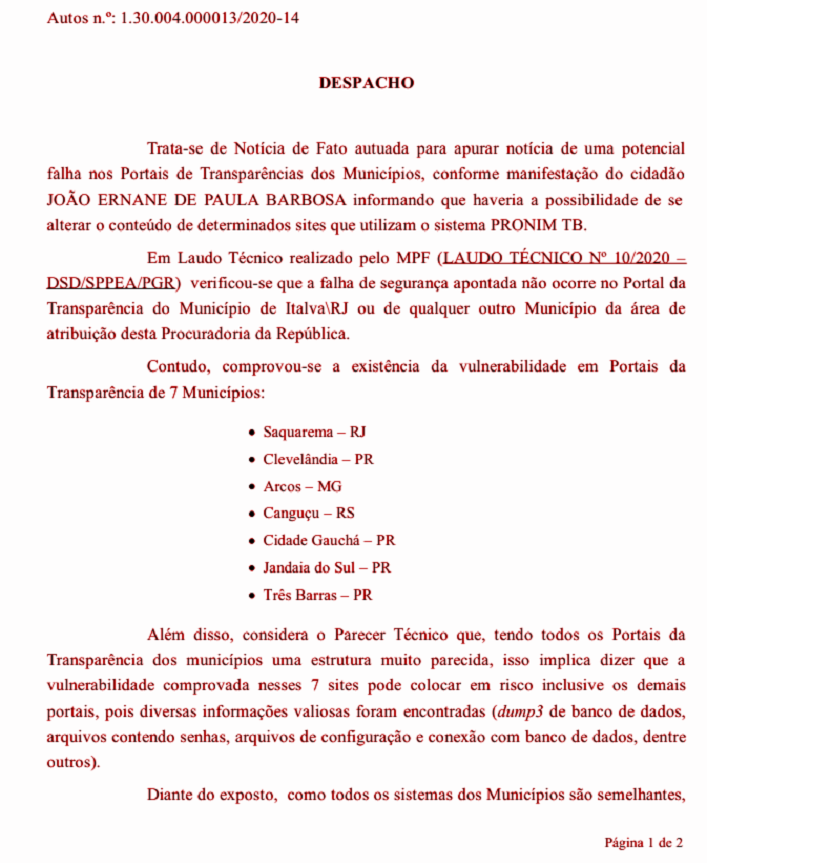 Autos n.º: 1.30.004.000013/2020-14
DESPACHO
Trata-se de Notícia de Fato autuada para apurar notícia de uma potencial
falha nos Portais de Transparências dos Municípios, conforme manifestação do cidadão
JOÃO ERNANE DE PAULA BARBOSA informando que haveria a possibilidade de se
alterar o conteúdo de determinados sites que utilizam o sistema PRONIM TB.
Em Laudo Técnico realizado pelo MPF (LAUDO TÉCNICO Nº 10/2020 –
DSD/SPPEA/PGR) verificou-se que a falha de segurança apontada não ocorre no Portal da
Transparência do Município de Italva\RJ ou de qualquer outro Município da área de
atribuição desta Procuradoria da República.
Contudo, comprovou-se a existência da vulnerabilidade em Portais da
Transparência de 7 Municípios:
• Saquarema – RJ
• Clevelândia – PR
• Arcos – MG
• Canguçu – RS
• Cidade Gauchá – PR
• Jandaia do Sul – PR
• Três Barras – PR
Além disso, considera o Parecer Técnico que, tendo todos os Portais da
Transparência dos municípios uma estrutura muito parecida, isso implica dizer que a
vulnerabilidade comprovada nesses 7 sites pode colocar em risco inclusive os demais
portais, pois diversas informações valiosas foram encontradas (dump3 de banco de dados,
arquivos contendo senhas, arquivos de configuração e conexão com banco de dados, dentre
outros).
Diante do exposto, como todos os sistemas dos Municípios são semelhantes,
Página 1 de 2